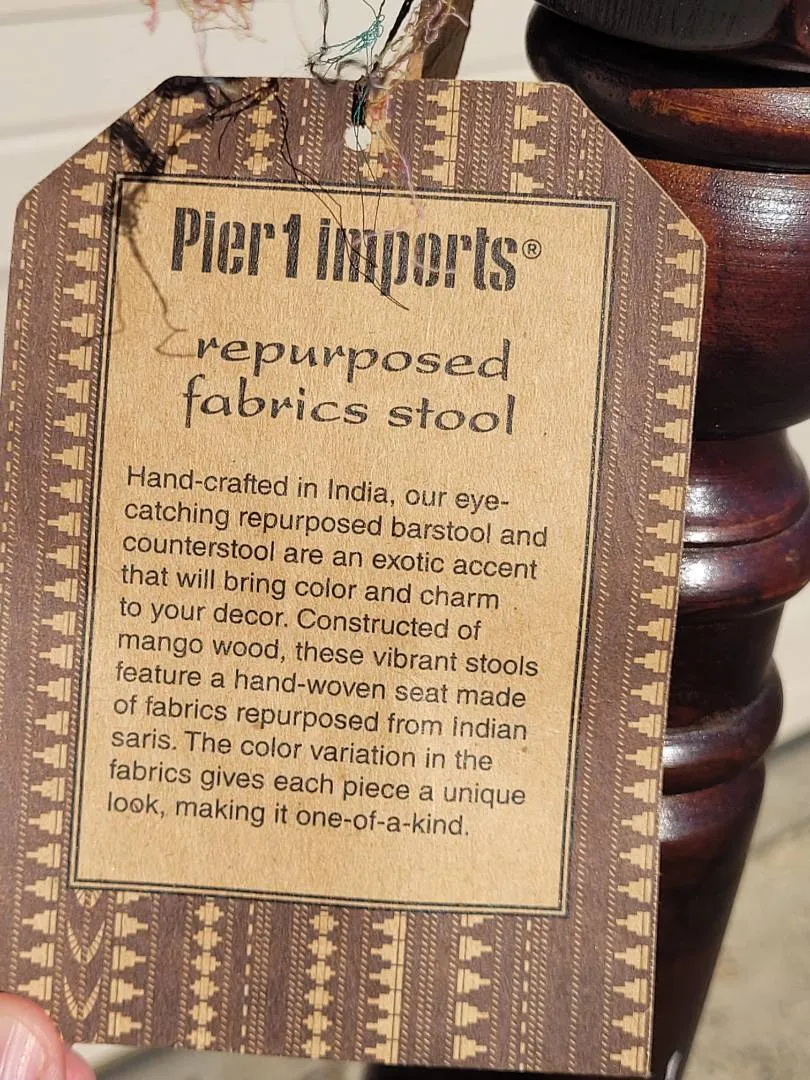 Pier 1 imports®
repurposed
fabrics stool
Hand-crafted in India, our eye-
catching repurposed barstool and
counterstool are an exotic accent
that will bring color and charm
to your decor. Constructed of
mango wood, these vibrant stools
feature a hand-woven seat made
of fabrics repurposed from Indian
saris. The color variation in the
fabrics gives each piece a unique
look, making it one-of-a-kind.